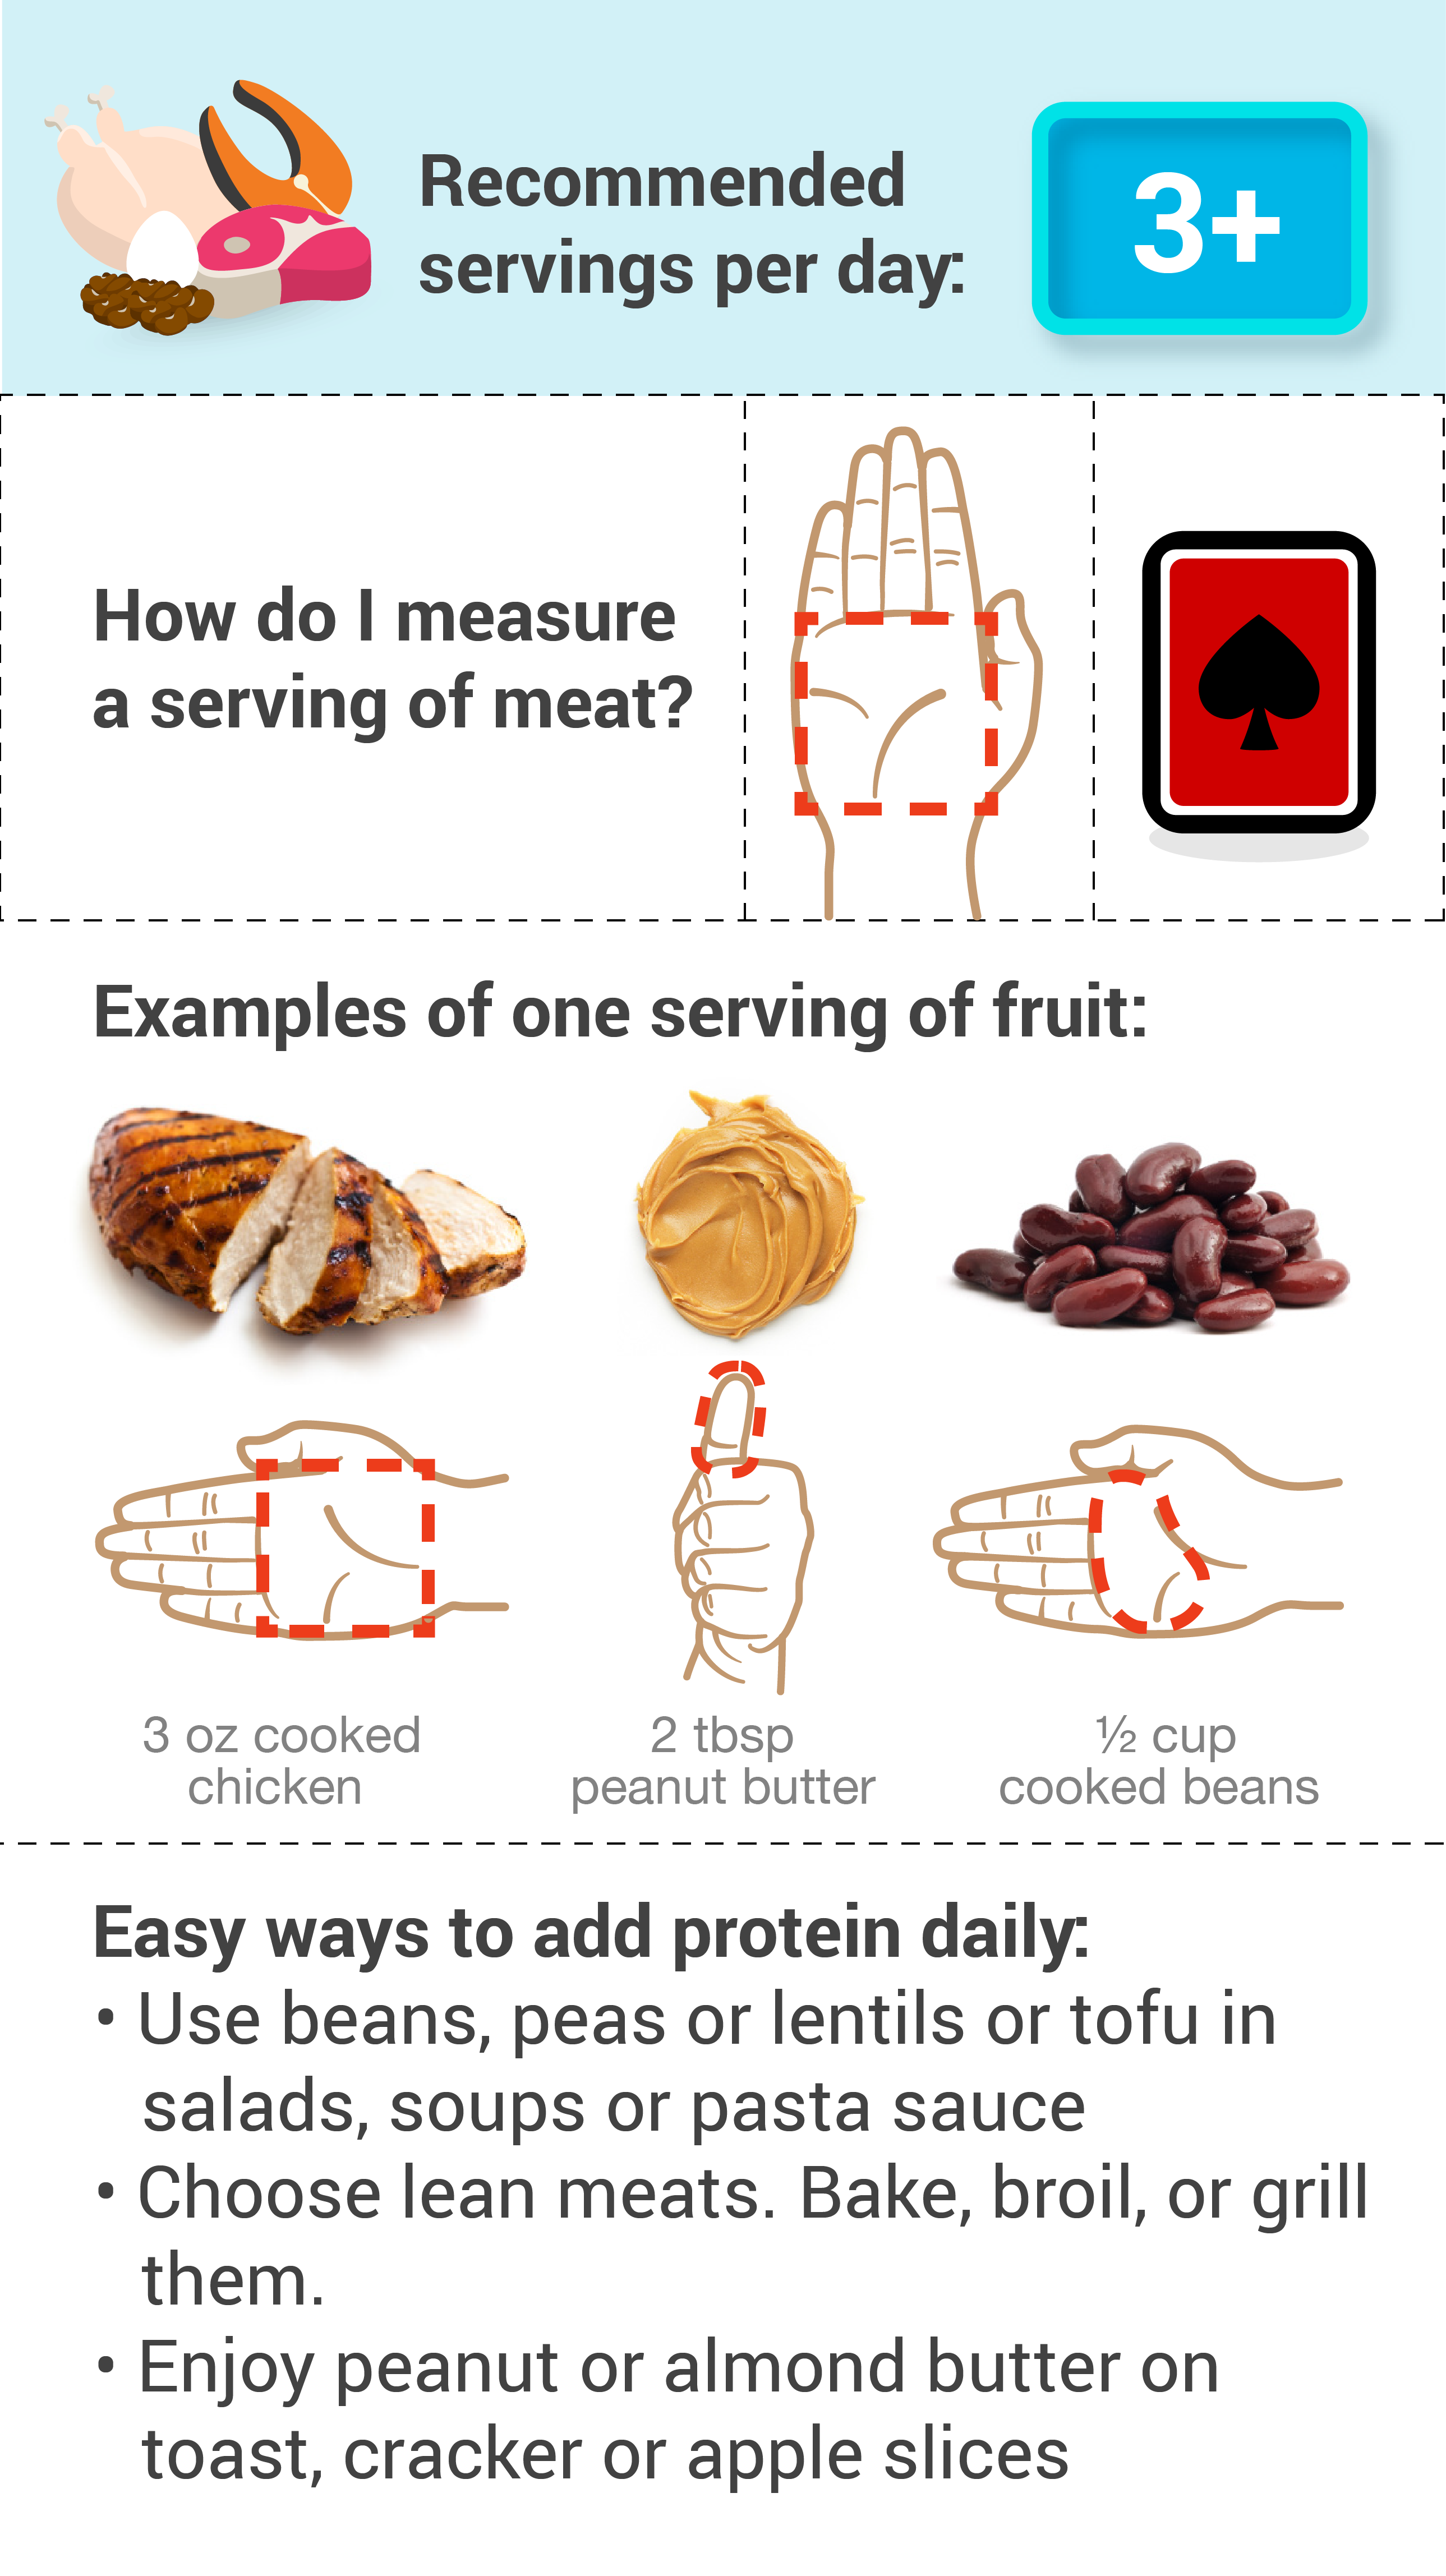 Recommended
servings per day:
3+
How do I measure
a serving of meat?
Examples of one serving of fruit:
3 oz cooked
chicken
2 tbsp
peanut butter
½ cup
cooked beans
Easy ways to add protein daily:
• Use beans, peas or lentils or tofu in
salads, soups or pasta sauce
• Choose lean meats. Bake, broil, or grill
them.
• Enjoy peanut or almond butter on
toast, cracker or apple slices